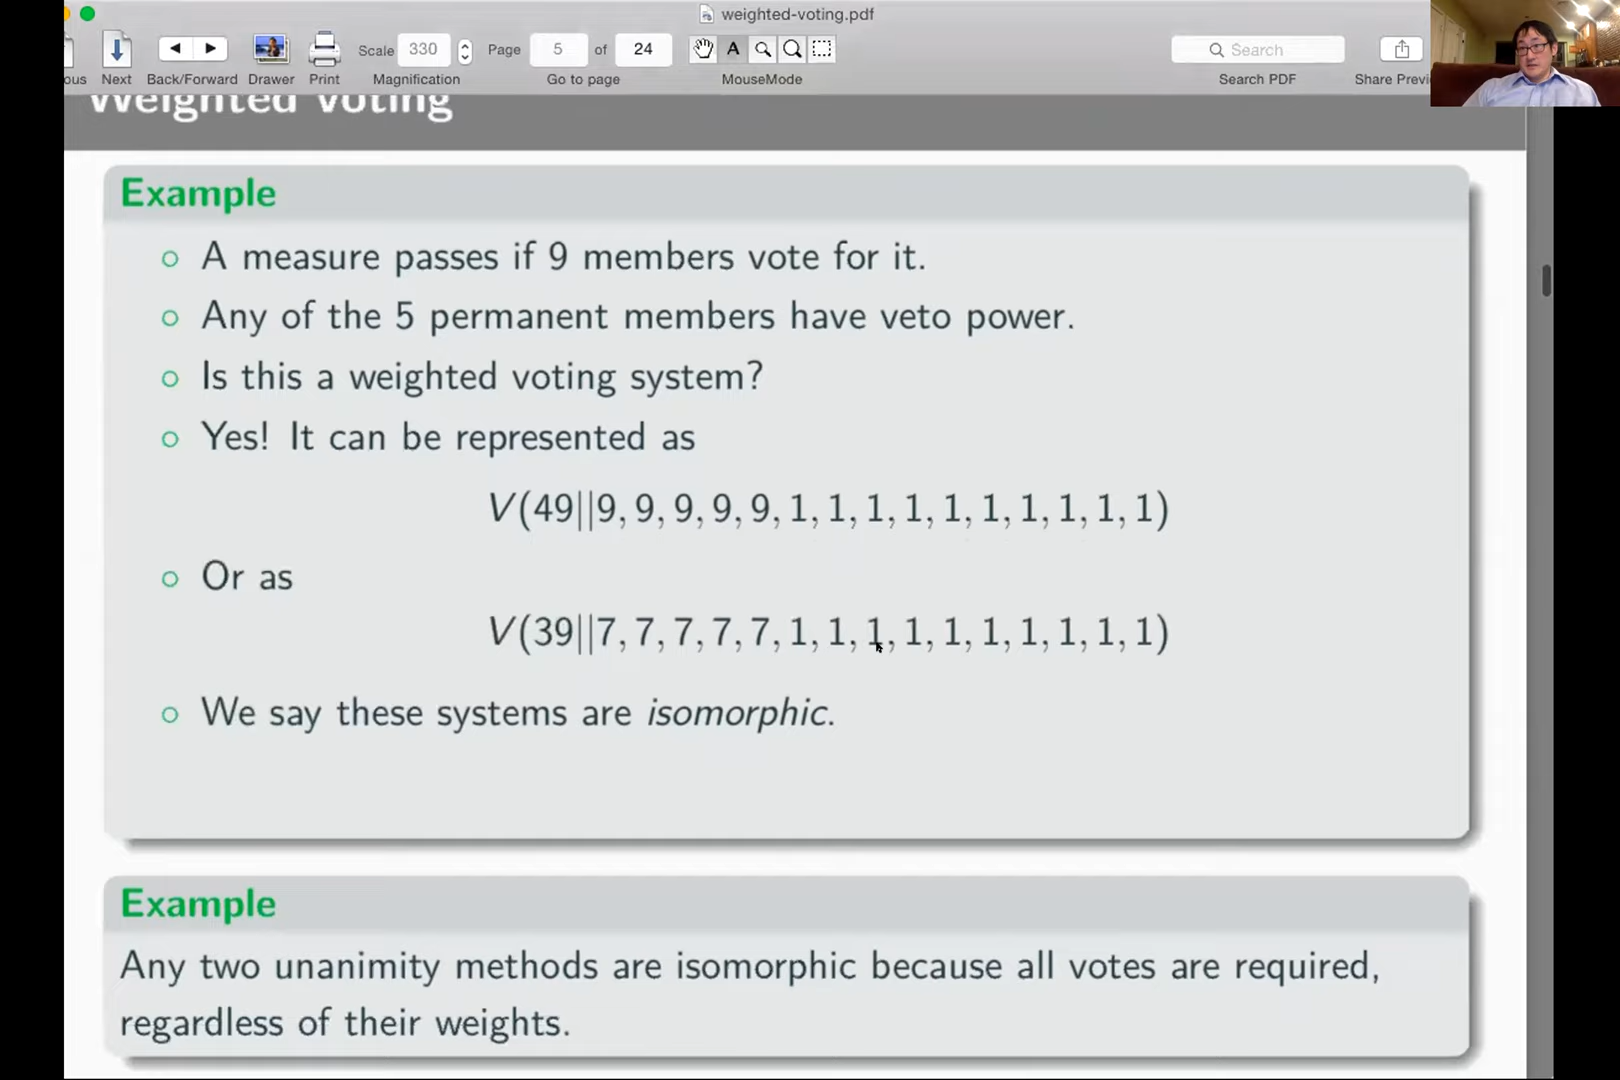 weighted-voting.pdf
Scale 330 Page 5 of 24 Search
ous Next Back/Forward Drawer Print Magnification Go to page MouseMode Search PDF Share Previ
Weighted Voting
Example
A measure passes if 9 members vote for it.
Any of the 5 permanent members have veto power.
Is this a weighted voting system?
Yes! It can be represented as
V(49||9, 9, 9, 9, 9, 1, 1, 1, 1, 1, 1, 1, 1, 1, 1)
Or as
V(39||7, 7, 7, 7, 7, 1, 1, 1, 1, 1, 1, 1, 1, 1, 1)
We say these systems are isomorphic.
Example
Any two unanimity methods are isomorphic because all votes are required,
regardless of their weights.